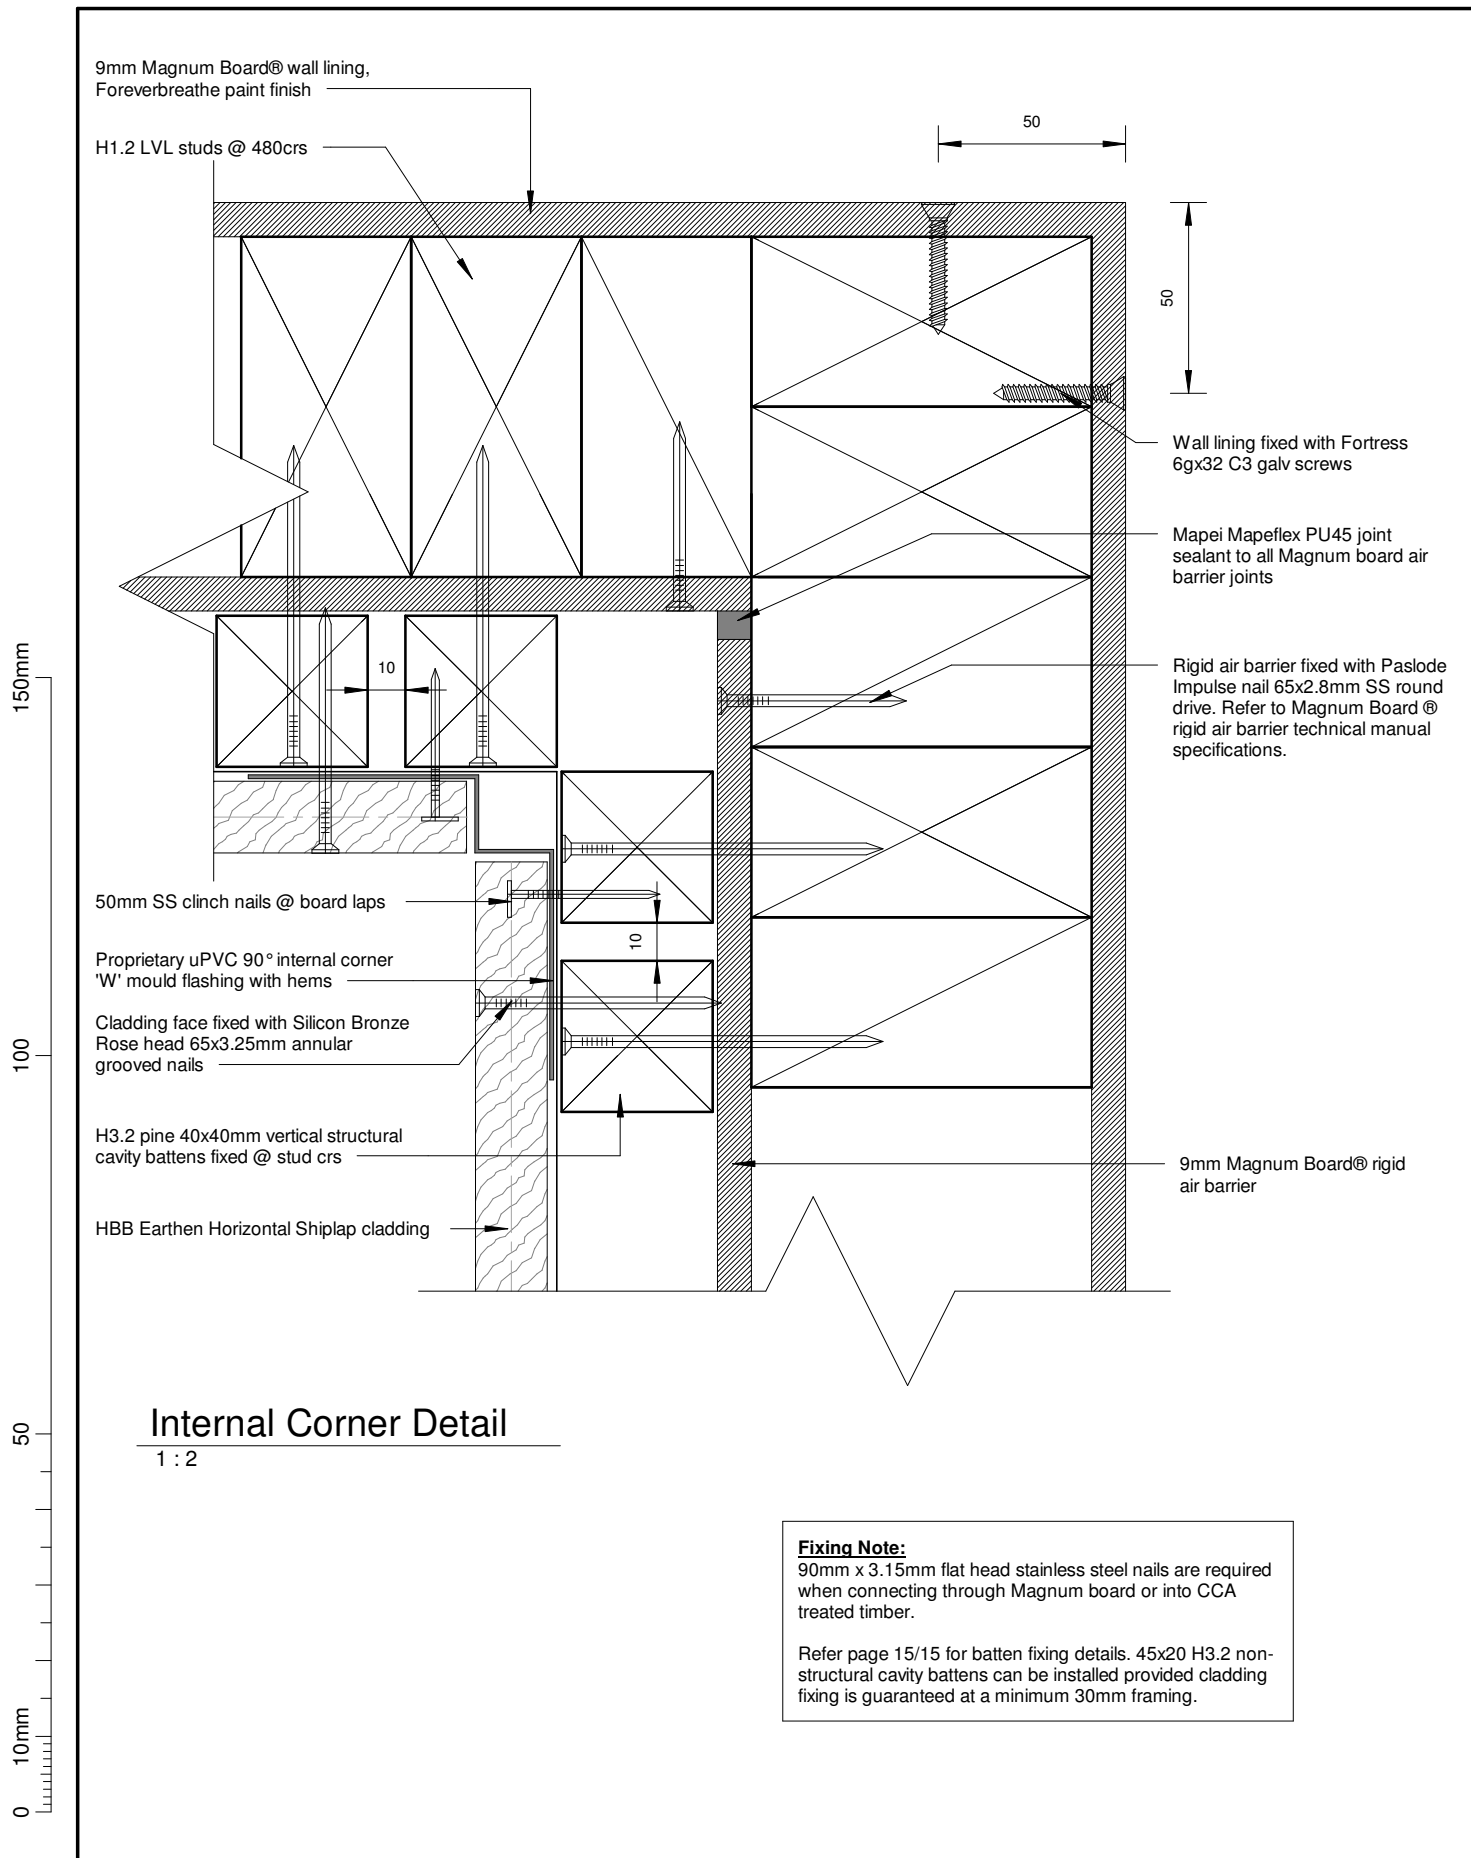 9mm Magnum Board® wall lining,
Foreverbreathe paint finish
H1.2 LVL studs @ 480crs
50
50
Wall lining fixed with Fortress
6gx32 C3 galv screws
Mapei Mapeflex PU45 joint
sealant to all Magnum board air
barrier joints
Rigid air barrier fixed with Paslode
Impulse nail 65x2.8mm SS round
drive. Refer to Magnum Board ®
rigid air barrier technical manual
specifications.
10
50mm SS clinch nails @ board laps
10
Proprietary uPVC 90° internal corner
'W' mould flashing with hems
Cladding face fixed with Silicon Bronze
Rose head 65x3.25mm annular
grooved nails
H3.2 pine 40x40mm vertical structural
cavity battens fixed @ stud crs
9mm Magnum Board® rigid
air barrier
HBB Earthen Horizontal Shiplap cladding
150mm
100
50
10mm
0
Internal Corner Detail
1 : 2
Fixing Note:
90mm x 3.15mm flat head stainless steel nails are required
when connecting through Magnum board or into CCA
treated timber.
Refer page 15/15 for batten fixing details. 45x20 H3.2 non-
structural cavity battens can be installed provided cladding
fixing is guaranteed at a minimum 30mm framing.